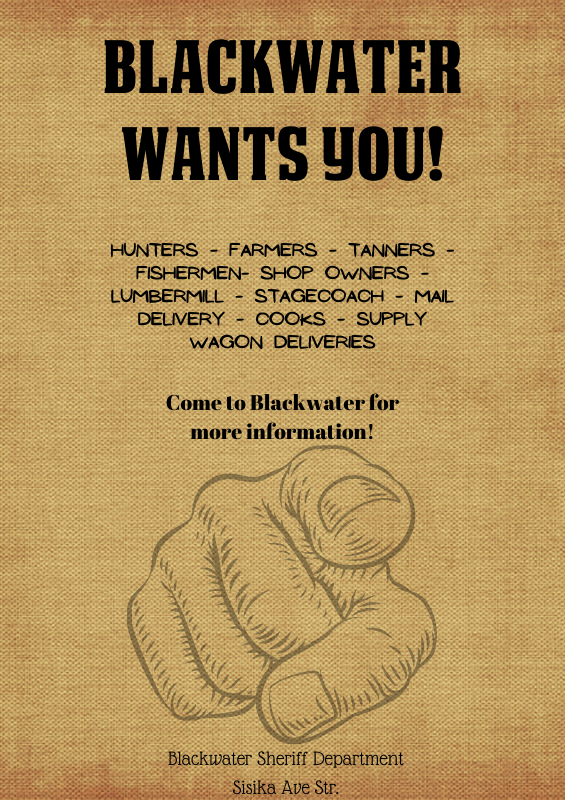 BLACKWATER
WANTS YOU!
HUNTERS - FARMERS - TANNERS -
FISHERMEN- SHOP OWNERS -
LUMBERMILL - STAGECOACH - MAIL
DELIVERY - COOKS - SUPPLY
WAGON DELIVERIES
Come to Blackwater for
more information!
Blackwater Sheriff Department
Sisika Ave Str.